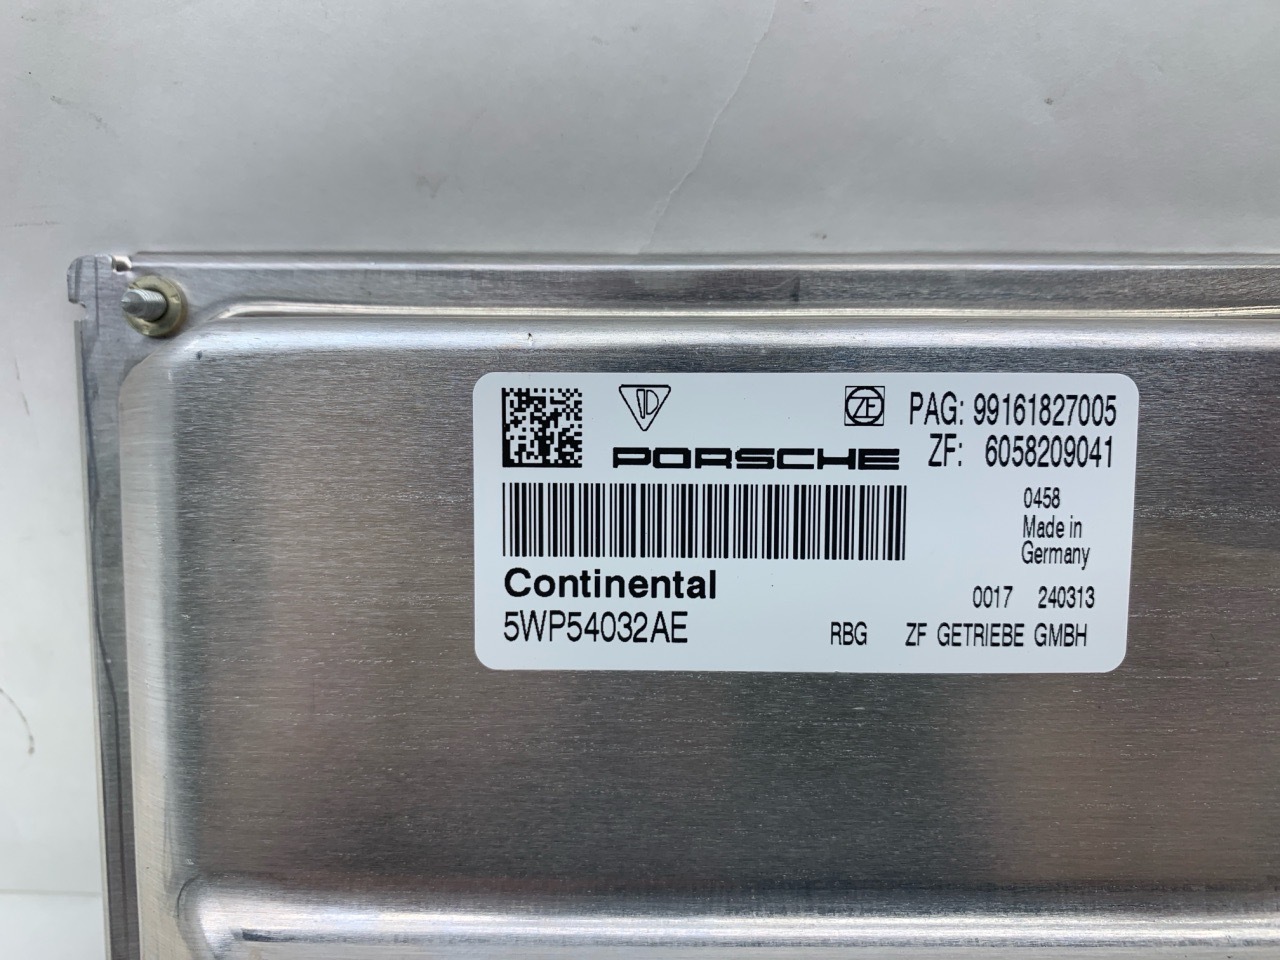 PAG: 99161827005
PORSCHE
ZF: 6058209041
0458
Made in
Germany
Continental
0017 240313
5WP54032AE
RBG ZF GETRIEBE GMBH